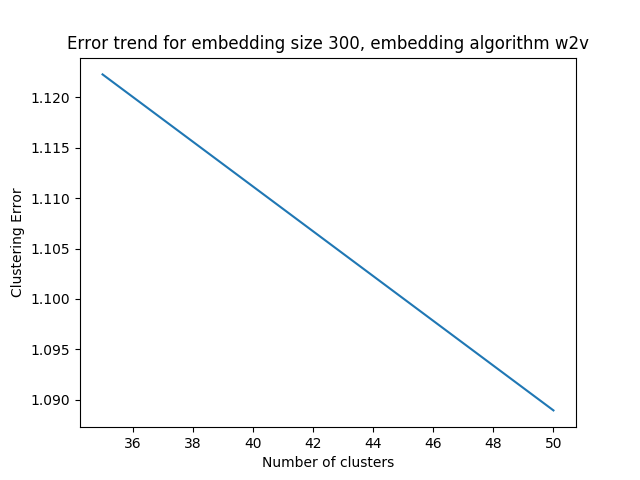 Error trend for embedding size 300, embedding algorithm w2v
1.120
1.115
1.110
1.105
1.100
1.095
1.090
Clustering Error
36 38 40 42 44 46 48 50
Number of clusters